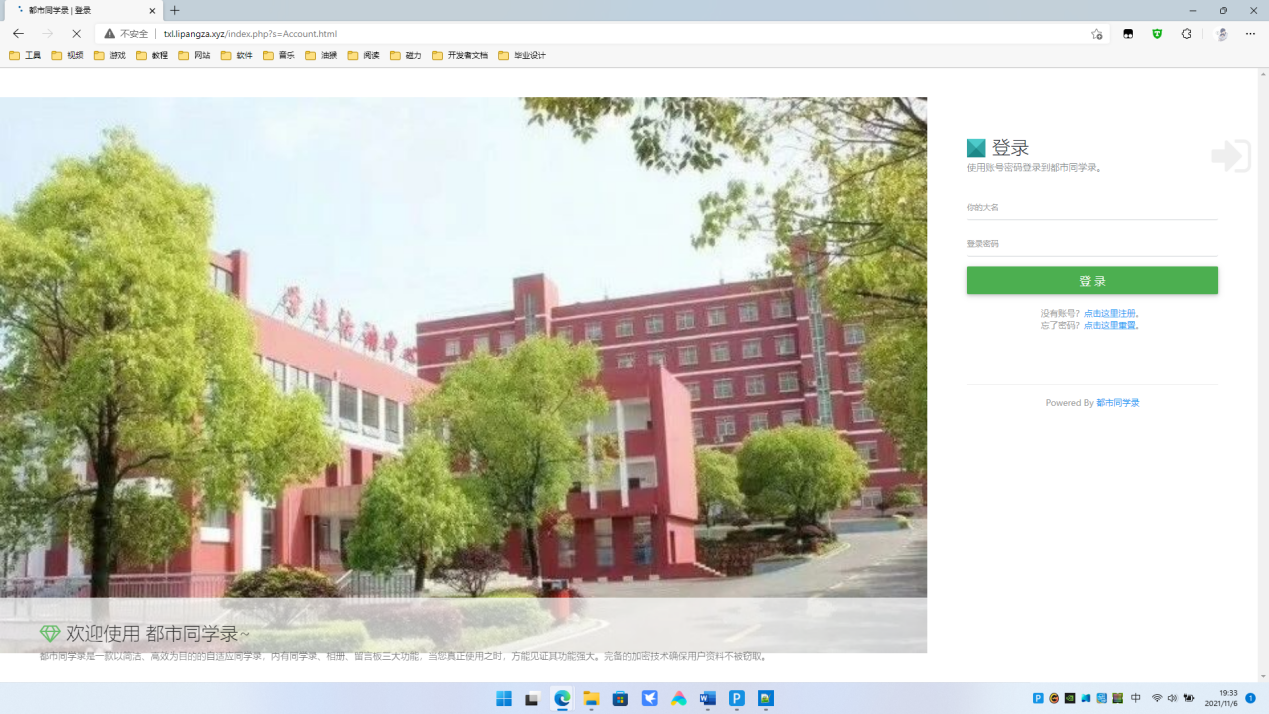 都市同学录 | 登录
不安全 | txl.lipangza.xyz/index.php?s=Account.html
工具 视频 游戏 教程 网站 软件 音乐 油猴 阅读 磁力 开发者文档 毕业设计
学生活动中心
登录
使用账号密码登录到都市同学录。
你的大名
登录密码
登 录
没有账号？点击这里注册。
忘了密码？点击这里重置。
Powered By 都市同学录
欢迎使用 都市同学录~
都市同学录是一款以简洁、高效为目的的自适应同学录，内有同学录、相册、留言板三大功能，当您真正使用之时，方能见证其功能强大。完备的加密技术确保用户资料不被窃取。
中
19:33
2021/11/6
1